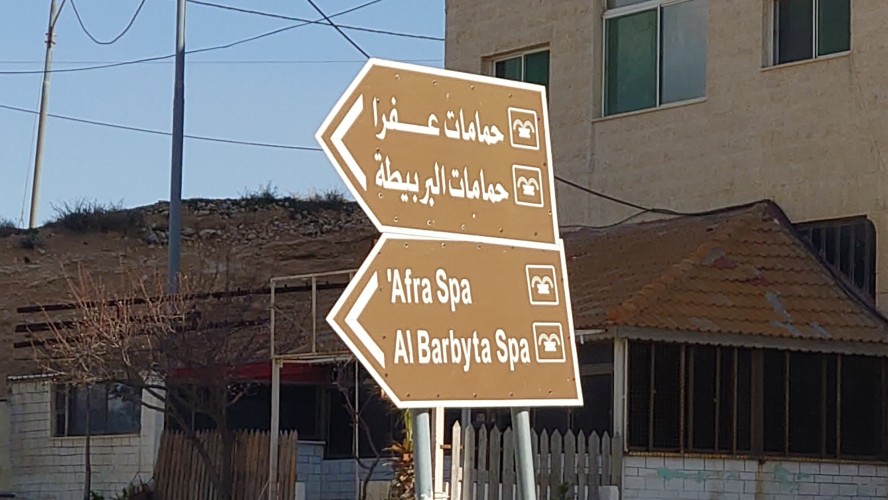 حمامات عفرا
حمامات البربيطة
'Afra Spa
Al Barbyta Spa